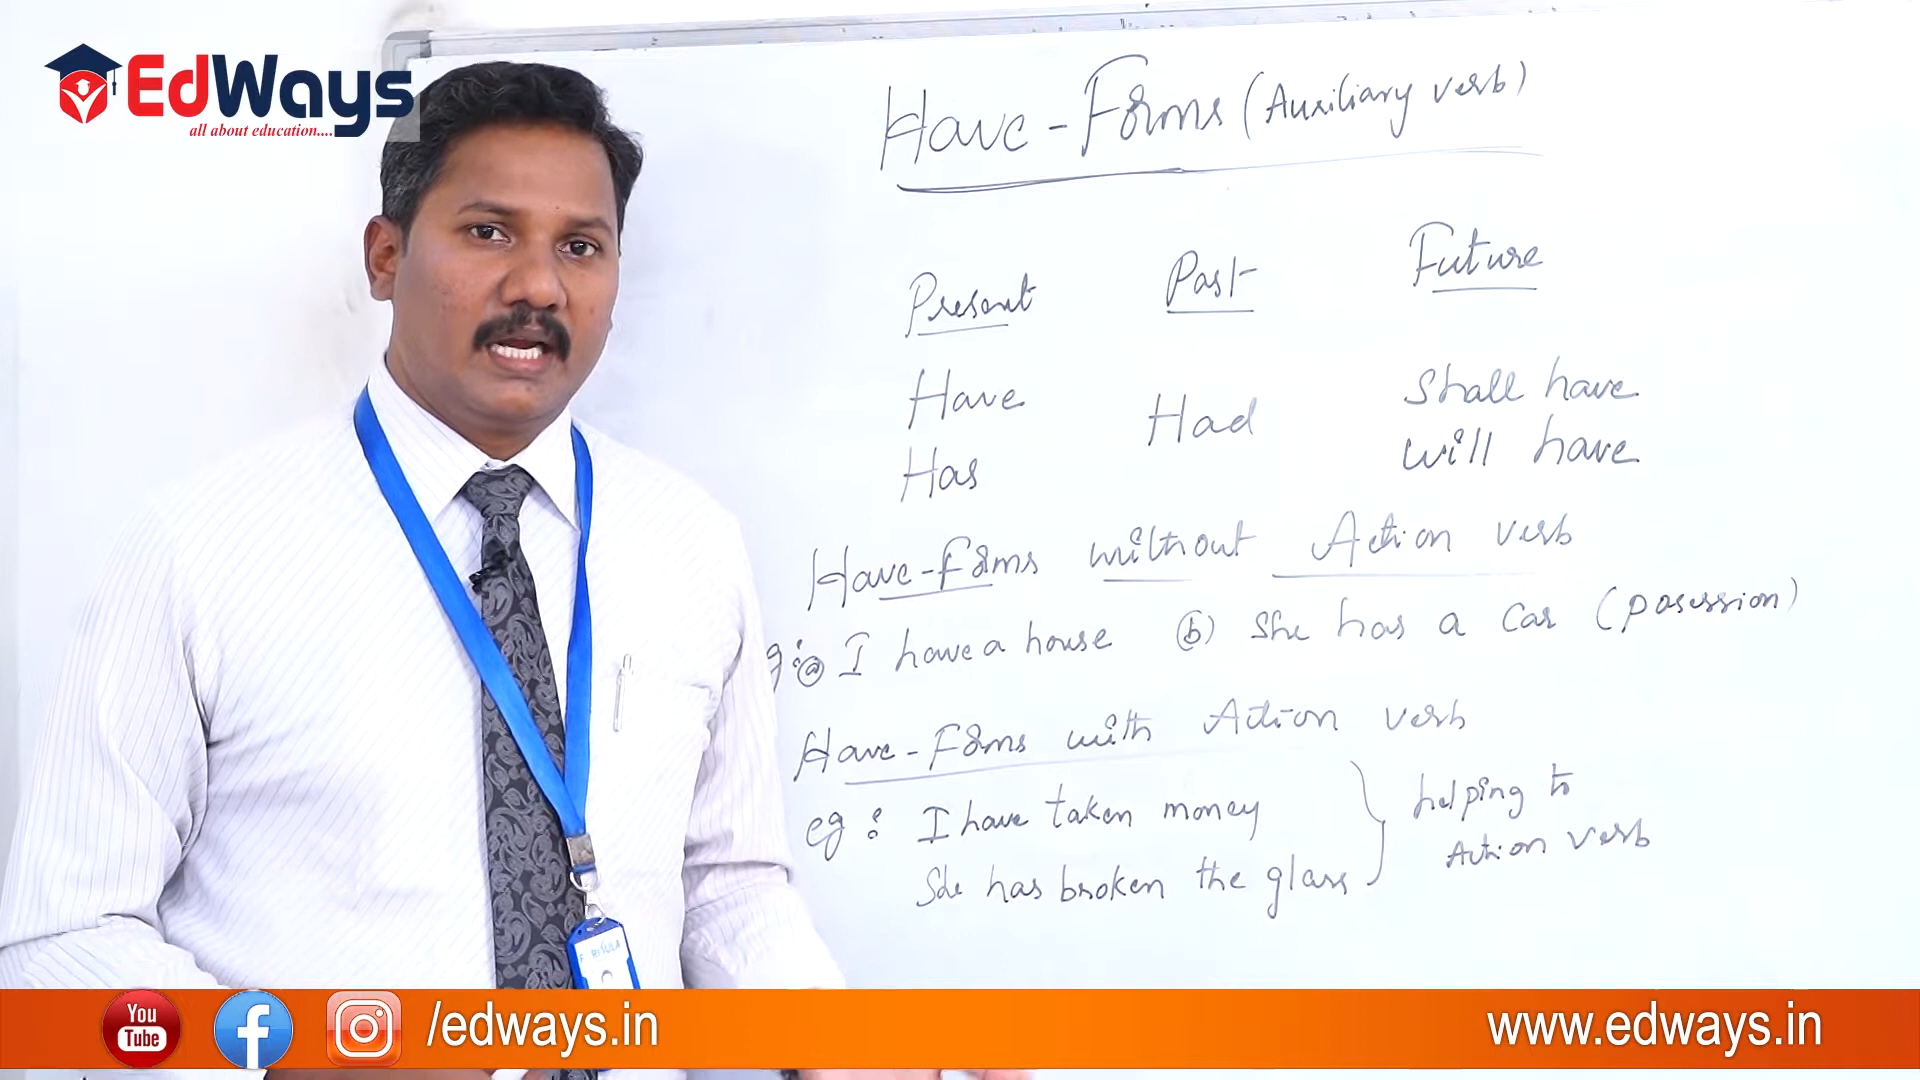 EdWays
all about education....
Have-Forms (Auxiliary verb)
Present Past Future
Have Had Shall have
Has will have
Have-Forms without Action verb
g: (a) I have a house (b) She has a car (posession)
Have-Forms with Action verb
eg: I have taken money
She has broken the glass
helping to
Action verb
You
Tube
/edways.in
www.edways.in